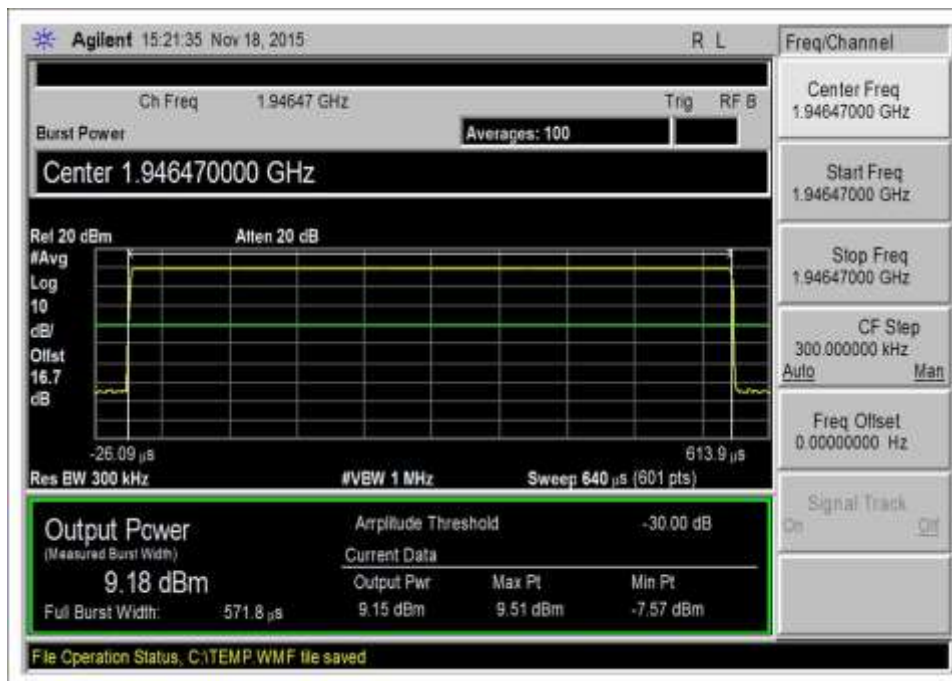 Agilent 15:21:35 Nov 18, 2015 R L
Freq/Channel
Ch Freq 1.94647 GHz Trig RF B
Burst Power Averages: 100
Center 1.946470000 GHz
Ref 20 dBm Atten 20 dB
#Avg
Log
10
dB/
Offst
16.7
dB
-26.09 µs 613.9 µs
Res BW 300 kHz #VBW 1 MHz Sweep 640 µs (601 pts)
Output Power
(Measured Burst Width)
9.18 dBm
Full Burst Width: 571.8 µs
Amplitude Threshold -30.00 dB
Current Data
Output Pwr Max Pt Min Pt
9.15 dBm 9.51 dBm -7.57 dBm
File Operation Status, C:\TEMP.WMF file saved
Center Freq
1.94647000 GHz
Start Freq
1.94647000 GHz
Stop Freq
1.94647000 GHz
CF Step
300.000000 kHz
Auto Man
Freq Offset
0.00000000 Hz
Signal Track
On Off